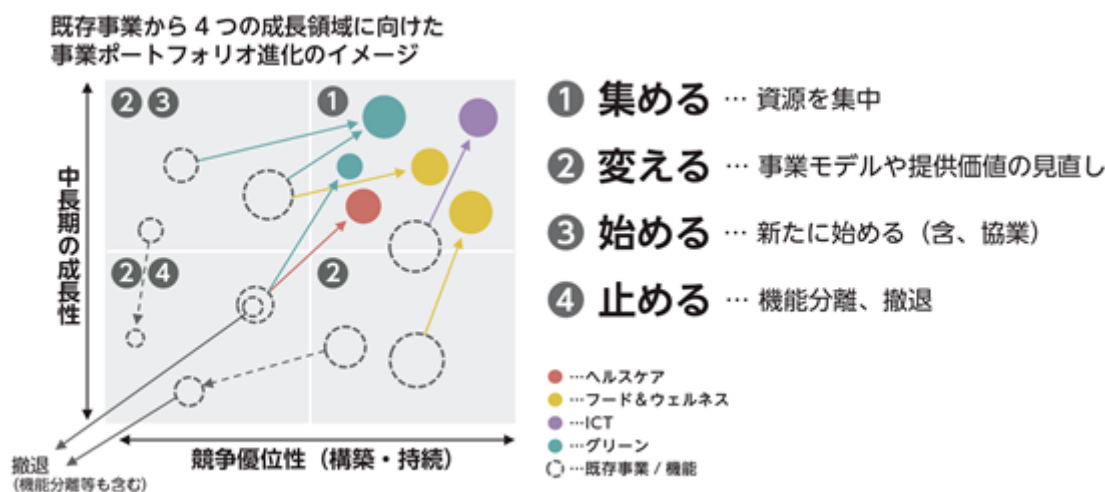 既存事業から 4 つの成長領域に向けた
事業ポートフォリオ進化のイメージ
中長期の成長性
❷ ❸
❶
❷ ❹
❷
競争優位性（構築・持続）
撤退
（機能分離等も含む）
❶ 集める … 資源を集中
❷ 変える … 事業モデルや提供価値の見直し
❸ 始める … 新たに始める（含、協業）
❹ 止める … 機能分離、撤退
…ヘルスケア
…フード＆ウェルネス
…ICT
…グリーン
…既存事業 / 機能